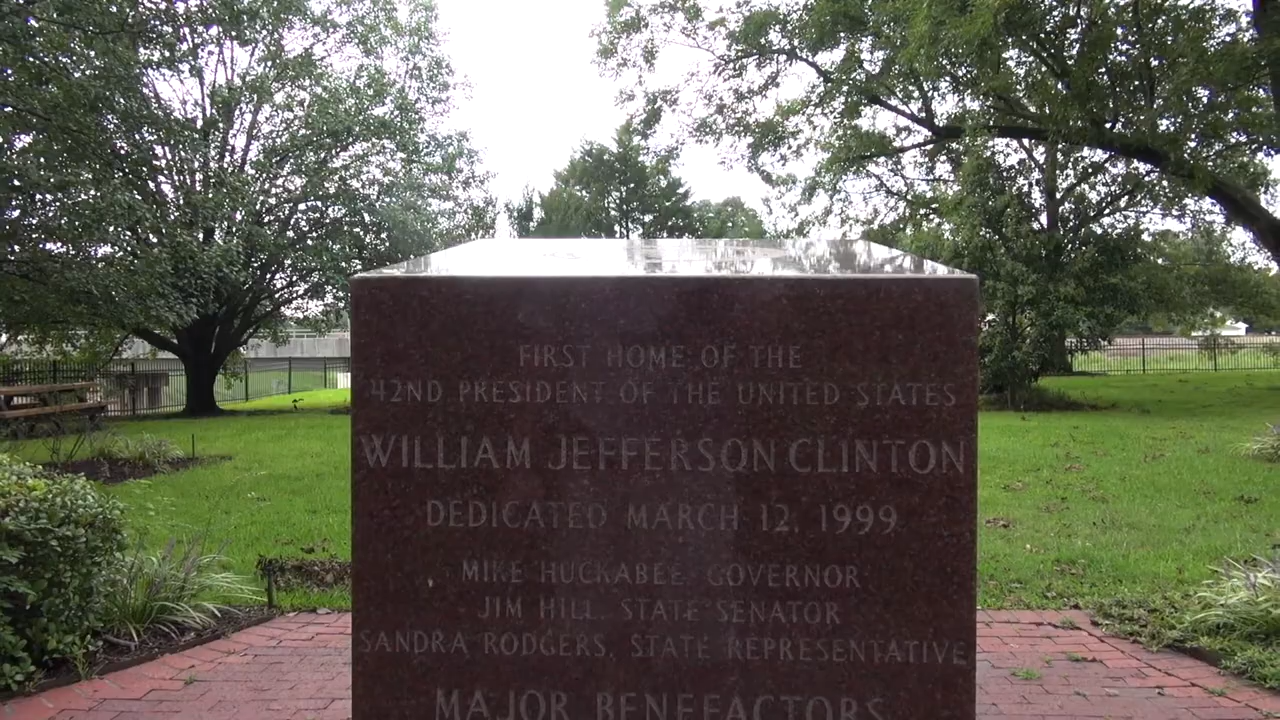 FIRST HOME OF THE
42ND PRESIDENT OF THE UNITED STATES
WILLIAM JEFFERSON CLINTON
DEDICATED MARCH 12, 1999
MIKE HUCKABEE, GOVERNOR
JIM HILL, STATE SENATOR
SANDRA RODGERS, STATE REPRESENTATIVE
MAJOR BENEFACTORS